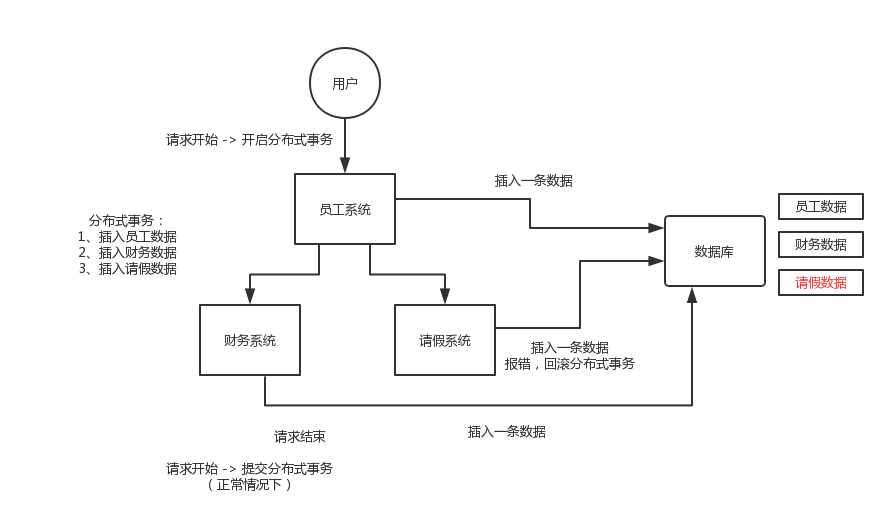 用户
请求开始 -> 开启分布式事务
插入一条数据
员工系统
员工数据
分布式事务：
1、插入员工数据
2、插入财务数据
3、插入请假数据
数据库
财务数据
请假数据
财务系统
请假系统
插入一条数据
报错，回滚分布式事务
请求结束
插入一条数据
请求开始 -> 提交分布式事务
（正常情况下）